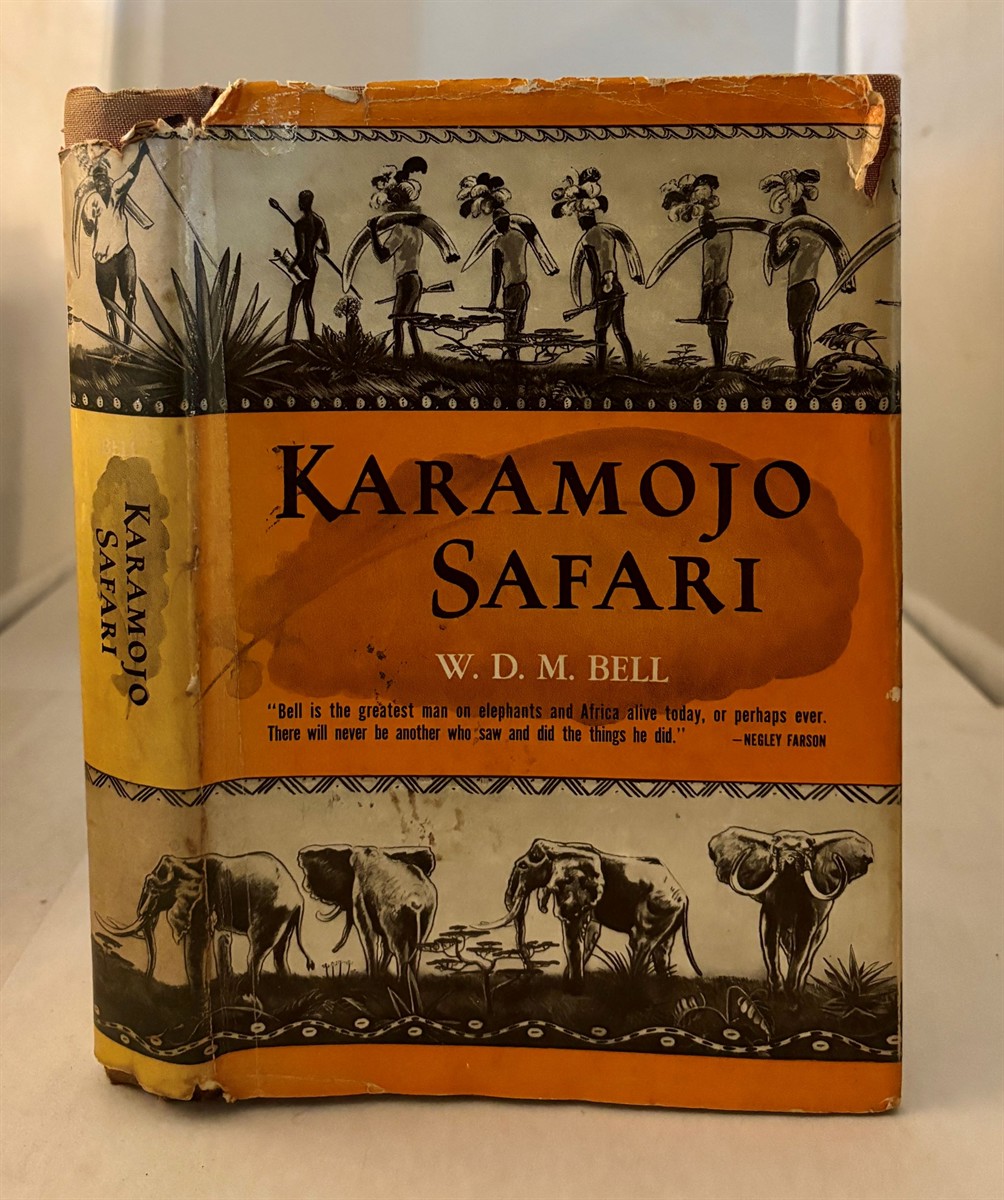 BELL
KARAMOJO
SAFARI
KARAMOJO
SAFARI
W. D. M. BELL
"Bell is the greatest man on elephants and Africa alive today, or perhaps ever.
There will never be another who saw and did the things he did." —NEGLEY FARSON